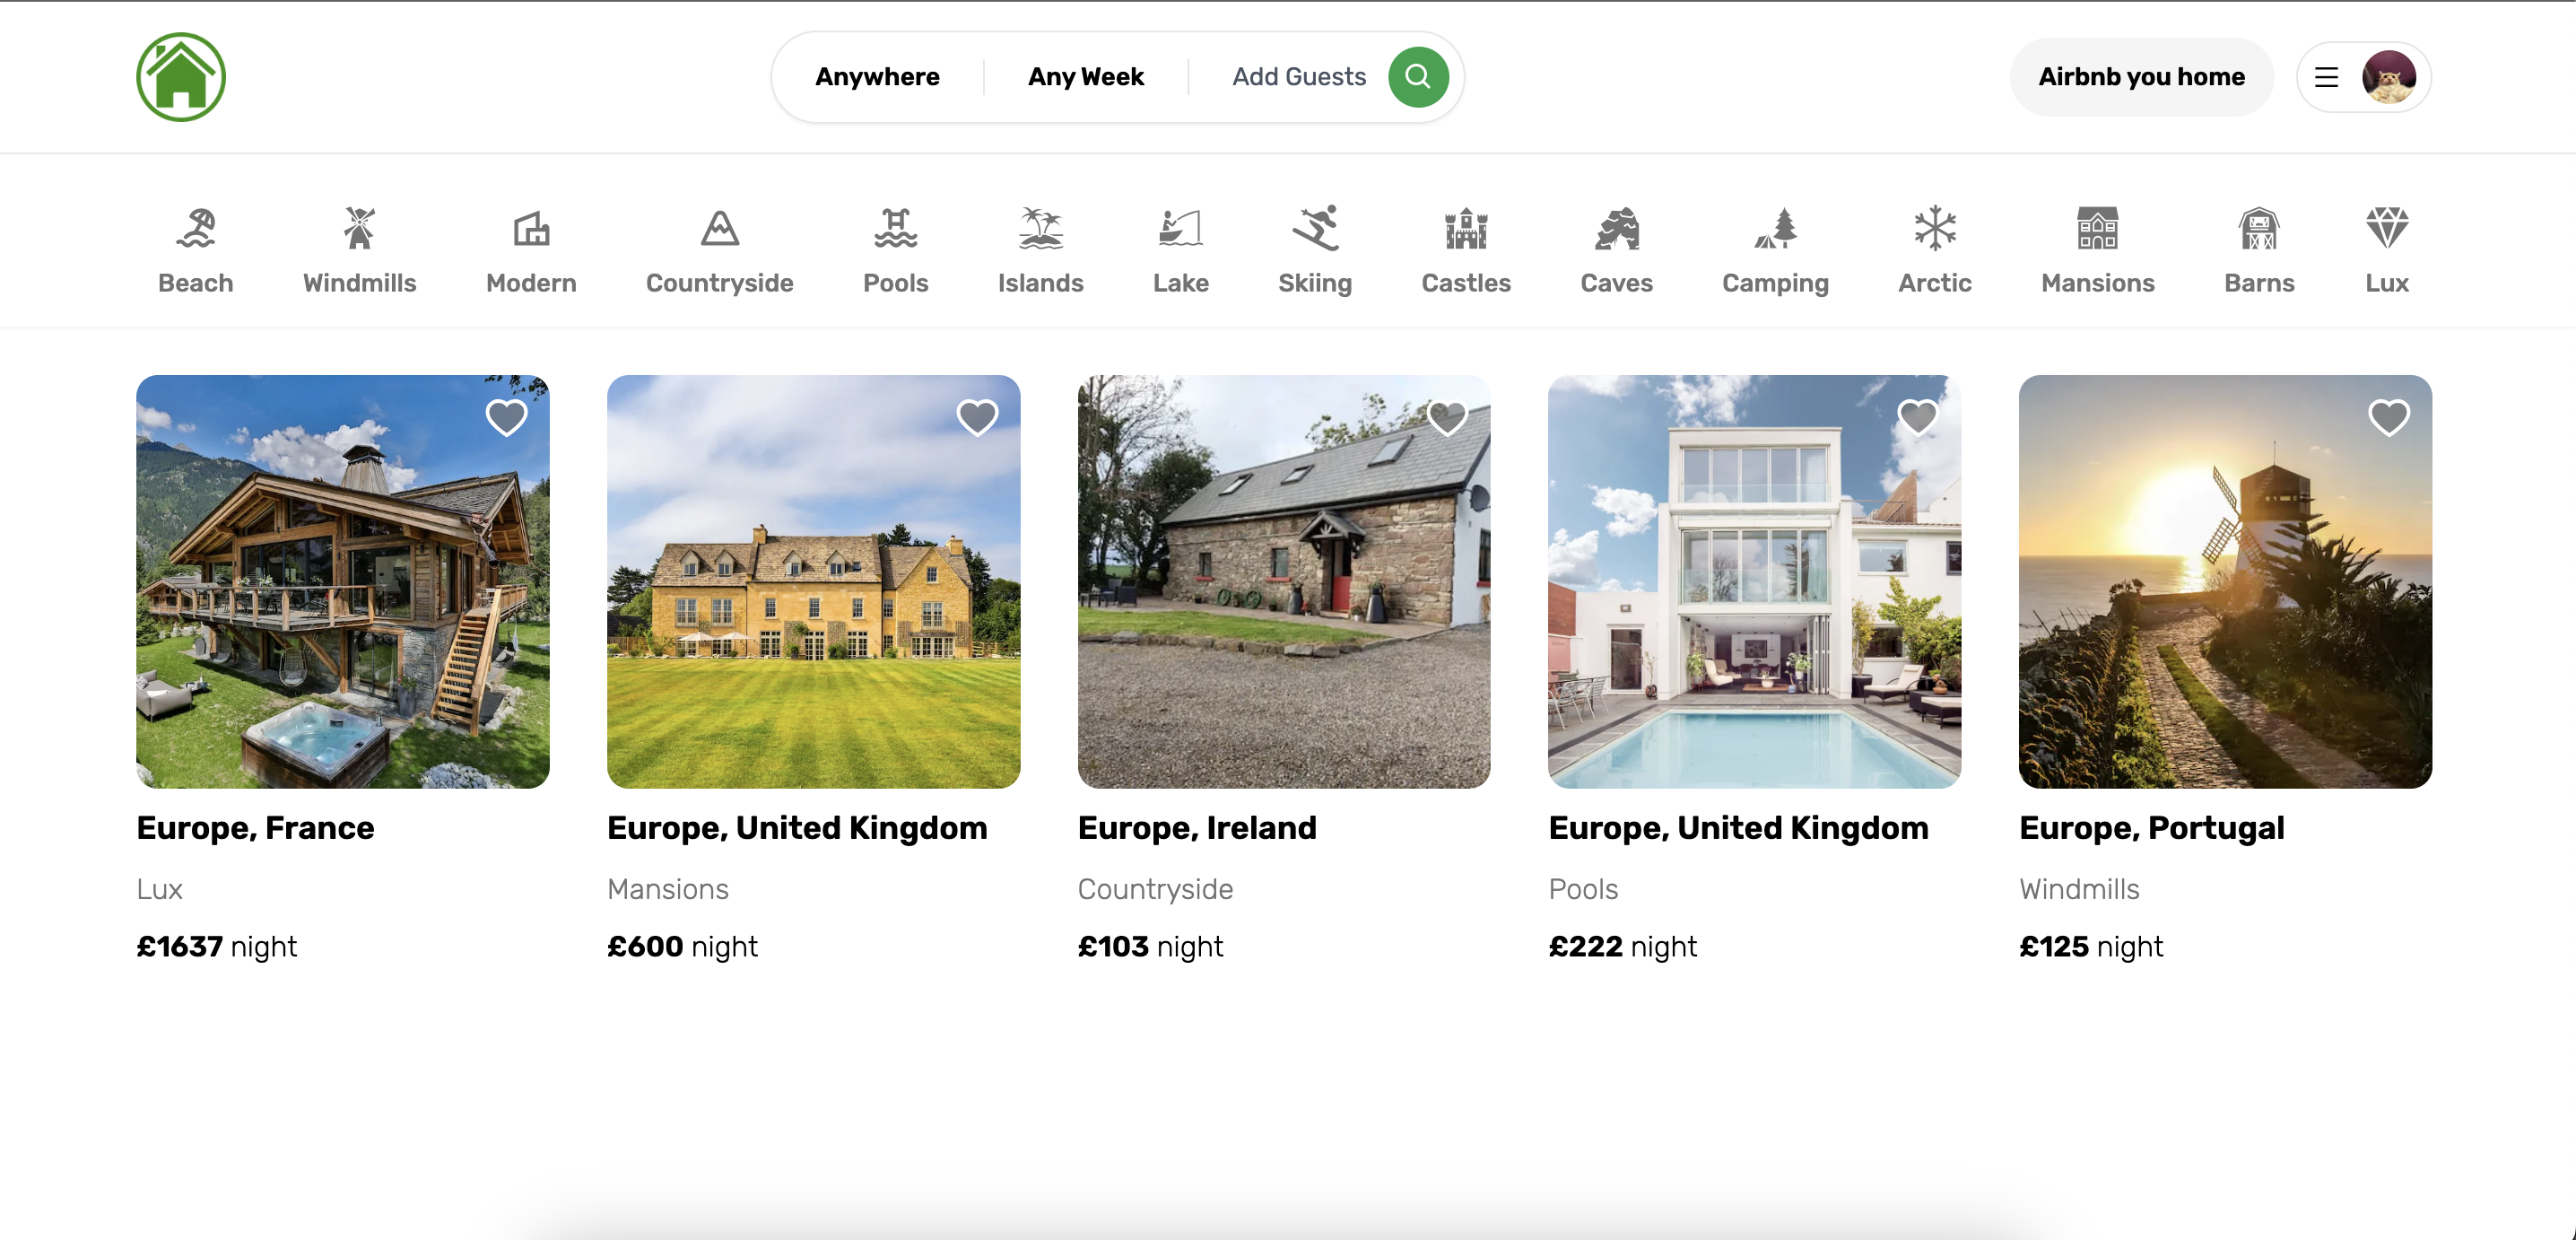 Anywhere Any Week Add Guests
Airbnb you home
Beach Windmills Modern Countryside Pools Islands Lake Skiing Castles Caves Camping Arctic Mansions Barns Lux
Europe, France
Lux
£1637 night
Europe, United Kingdom
Mansions
£600 night
Europe, Ireland
Countryside
£103 night
Europe, United Kingdom
Pools
£222 night
Europe, Portugal
Windmills
£125 night